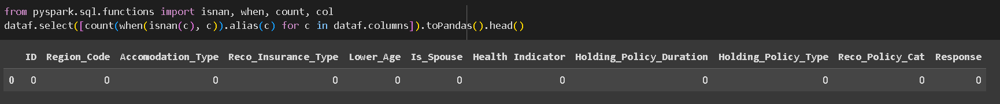 from pyspark.sql.functions import isnan, when, count, col
dataf.select([count(when(isnan(c), c)).alias(c) for c in dataf.columns]).toPandas().head()
ID Region_Code Accomodation_Type Reco_Insurance_Type Lower_Age Is_Spouse Health Indicator Holding_Policy_Duration Holding_Policy_Type Reco_Policy_Cat Response
0 0 0 0 0 0 0 0 0 0 0 0